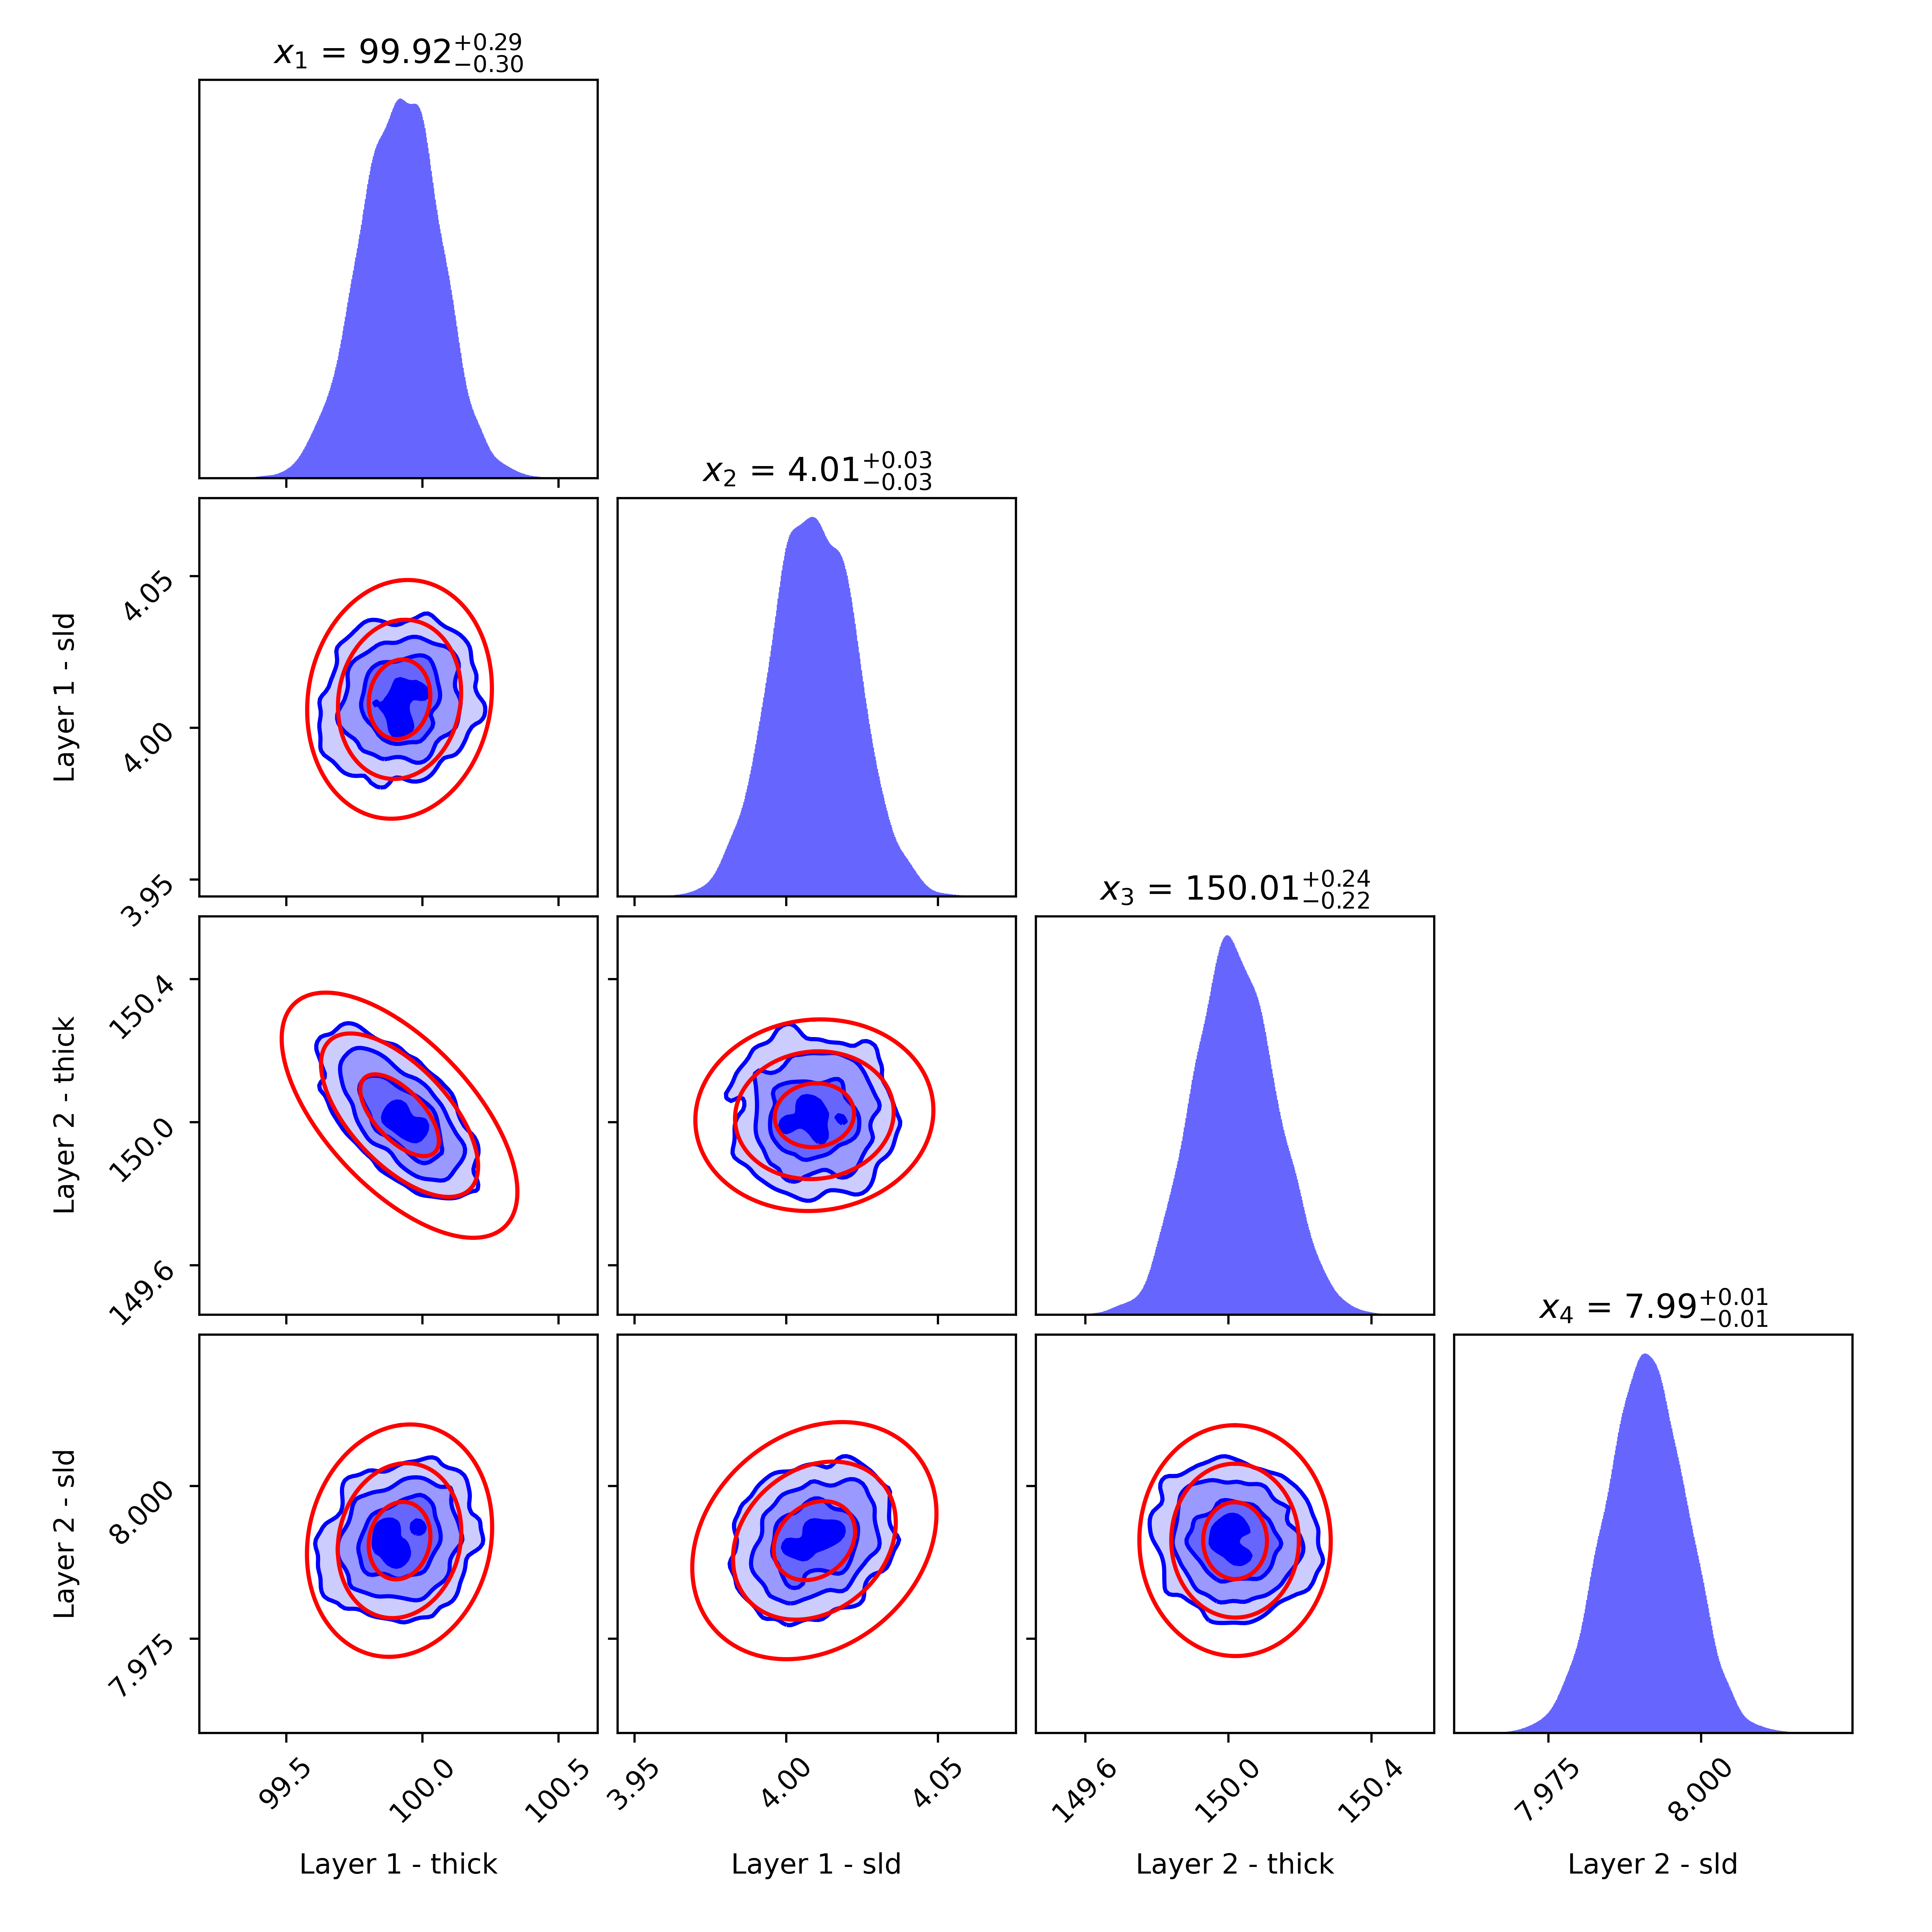 x₁ = 99.92 +0.29 −0.30
x₂ = 4.01 +0.03 −0.03
4.05
4.00
3.95
Layer 1 - sld
x₃ = 150.01 +0.24 −0.22
150.4
150.0
149.6
Layer 2 - thick
x₄ = 7.99 +0.01 −0.01
8.000
7.975
Layer 2 - sld
99.5 100.0 100.5 3.95 4.00 4.05 149.6 150.0 150.4 7.975 8.000
Layer 1 - thick Layer 1 - sld Layer 2 - thick Layer 2 - sld